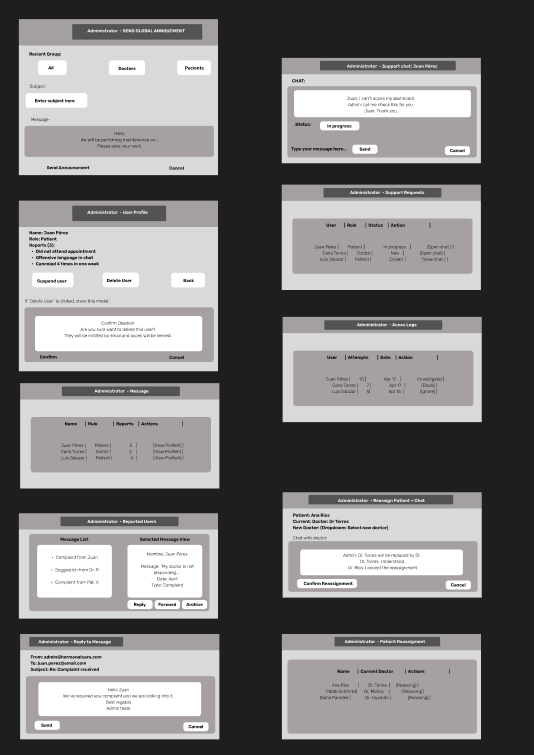 Administrator - SEND GLOBAL ANNOUCMENT
Reciant Group:
All
Doctors
Pacients
Subject:
Enter subject here
Message:
Hello,
We will be performing maintenance on...
Please save your work.
Send Announcement
Cancel
Administrator - User Profile
Name: Juan Pérez
Role: Patient
Reports (3):
• Did not attend appointment
• Offensive language in chat
• Canceled 4 times in one week
Suspend user
Delete User
Back
If "Delete User" is clicked, show this modal:
Confirm Deletion
Are you sure want to delete this user?
They will be notified by email and acces will be denied.
Confirm
Cancel
Administrator - Message
Name | Role | Reports | Actions |
Juan Pérez | Patient | 3 | [View Profile] |
Carla Torres | Doctor | 2 | [View Profile] |
Luis Salazar | Patient | 4 | [View Profile] |
Administrator - Reported Users
Message List
• Complaint from Juan
• Suggestion from Dr. R
• Complaint from Pat. X
Selected Message View
Nombre: Juan Pérez
Message: "My doctor is not
responding...
Date: April
Type: Complaint
Reply
Forward
Archive
Administrator - Reply to Message
From: admin@hormonalcare.com
To: juan.perez@email.com
Subject: Re: Complaint received
Hello Juan
We've received you complaint and we are looking into it.
Best regards
Admin team
Send
Cancel
Administrator - Support chat: Juan Pérez
CHAT:
Juan: I can't acces my dashboard
Admin: Let me check this for you.
Juan: Thank you.
Status:
In progress
Type your message here...
Send
Cancel
Administrator - Support Requests
User | Role | Status | Action |
Juan Pérez | Patient | In progress | [Open chat] |
Carla Torres | Doctor | New | [Open chat] |
Luis Salazar | Patient | Closed | [View chat] |
Administrator - Acces Logs
User | Attempts | Date | Action |
Juan Pérez | 10 | Apr 17 | [Investigate] |
Carla Torres | 7 | Apr 17 |
Luis Salazar | Apr 16 | [Ignore] |
Administrator - Reassign Patient + Chat
Patient: Ana Ríos
Current: Doctor: Dr Torres
New Doctor: (Dropdown: Select new doctor)
Chat with doctor:
Admin: Dr. Torres will be replaced by Dr.
Dr. Torres: Understood.
Dr. Ríos: I accept the reassignment
Confirm Reassignment
Cancel
Administrator - Patient Reassigment
Name | Current Doctor | Actions |
Ana Ríos | Dr. Torres | [Reassing] |
Pablo Gutiérrez | Dr. Molina | [Reassing] |
Diana Paredes | Dr. Huamán | [Reassing] |